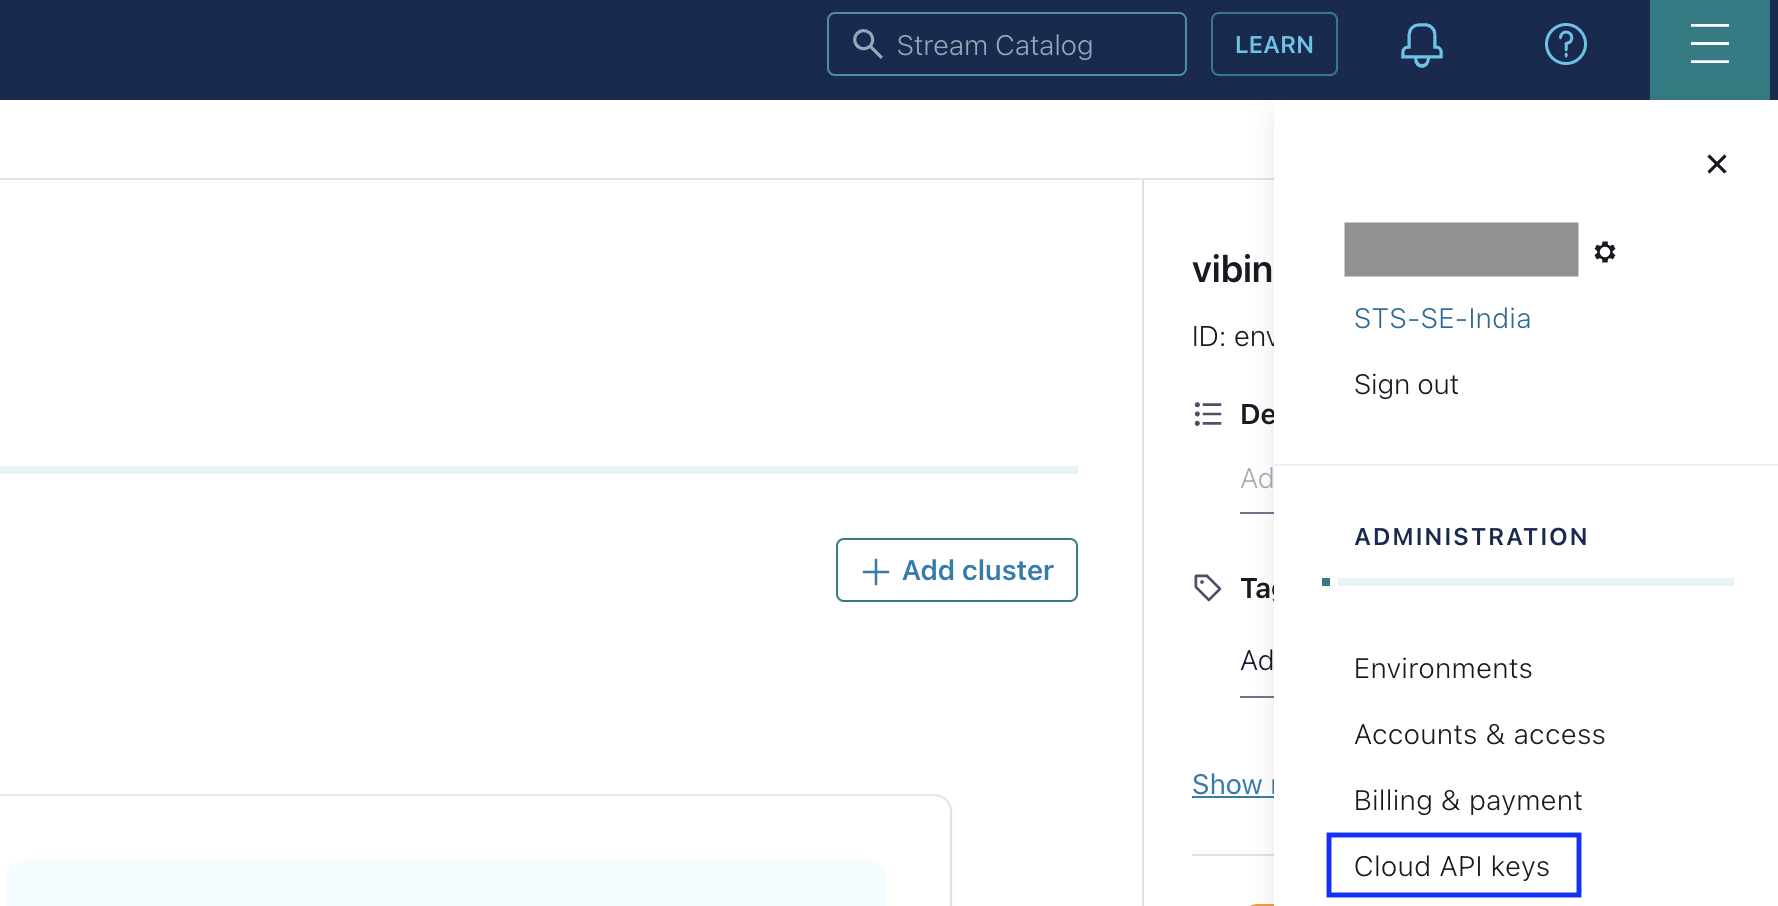 Stream Catalog
LEARN
vibin
ID: env
De
Ad
Add cluster
Tag
Ad
Show
STS-SE-India
Sign out
ADMINISTRATION
Environments
Accounts & access
Billing & payment
Cloud API keys